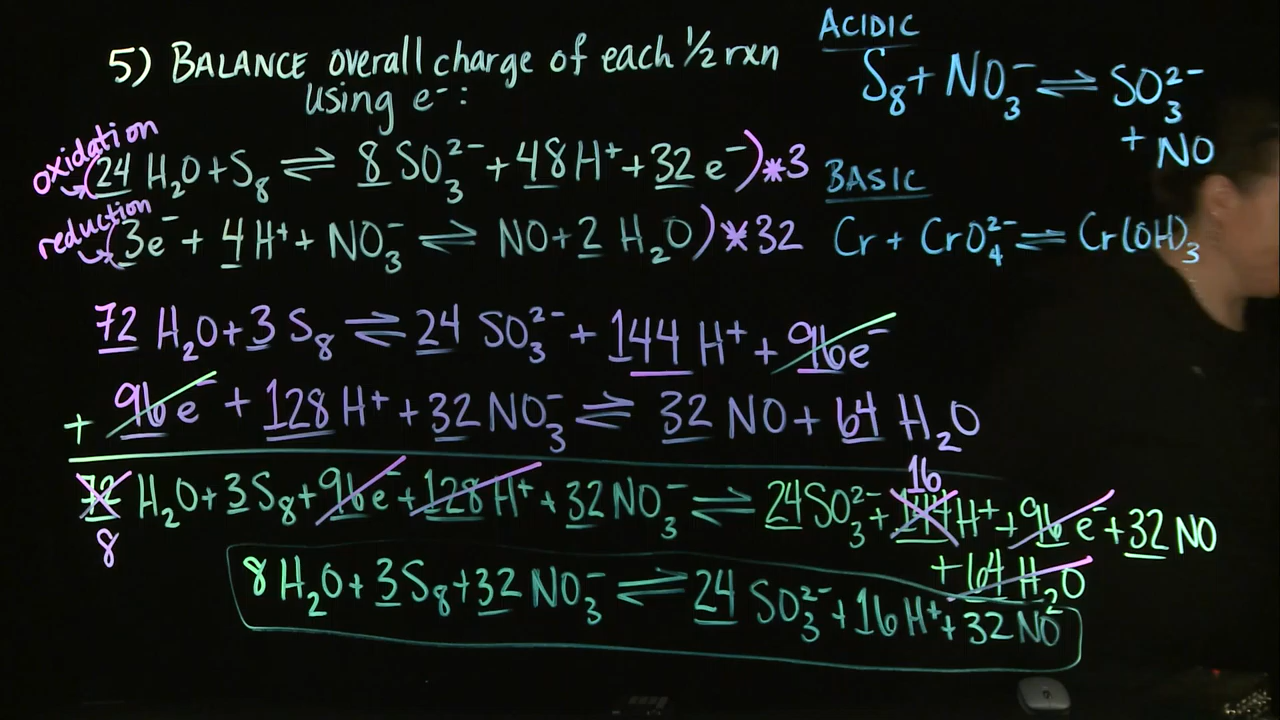 5) BALANCE overall charge of each ½ rxn
using e⁻:
oxidation
(24 H₂O + S₈ ⇌ 8 SO₃²⁻ + 48 H⁺ + 32 e⁻) * 3
reduction
(3e⁻ + 4 H⁺ + NO₃⁻ ⇌ NO + 2 H₂O) * 32
72 H₂O + 3 S₈ ⇌ 24 SO₃²⁻ + 144 H⁺ + 96e⁻
+ 96e⁻ + 128 H⁺ + 32 NO₃⁻ ⇌ 32 NO + 64 H₂O
16
72 H₂O + 3 S₈ + 96e⁻ + 128 H⁺ + 32 NO₃⁻ ⇌ 24 SO₃²⁻ + 144 H⁺ + 96 e⁻ + 32 NO
8
+ 64 H₂O
8 H₂O + 3 S₈ + 32 NO₃⁻ ⇌ 24 SO₃²⁻ + 16 H⁺ + 32 NO
ACIDIC
S₈ + NO₃⁻ ⇌ SO₃²⁻
+ NO
BASIC
Cr + CrO₄²⁻ ⇌ Cr(OH)₃